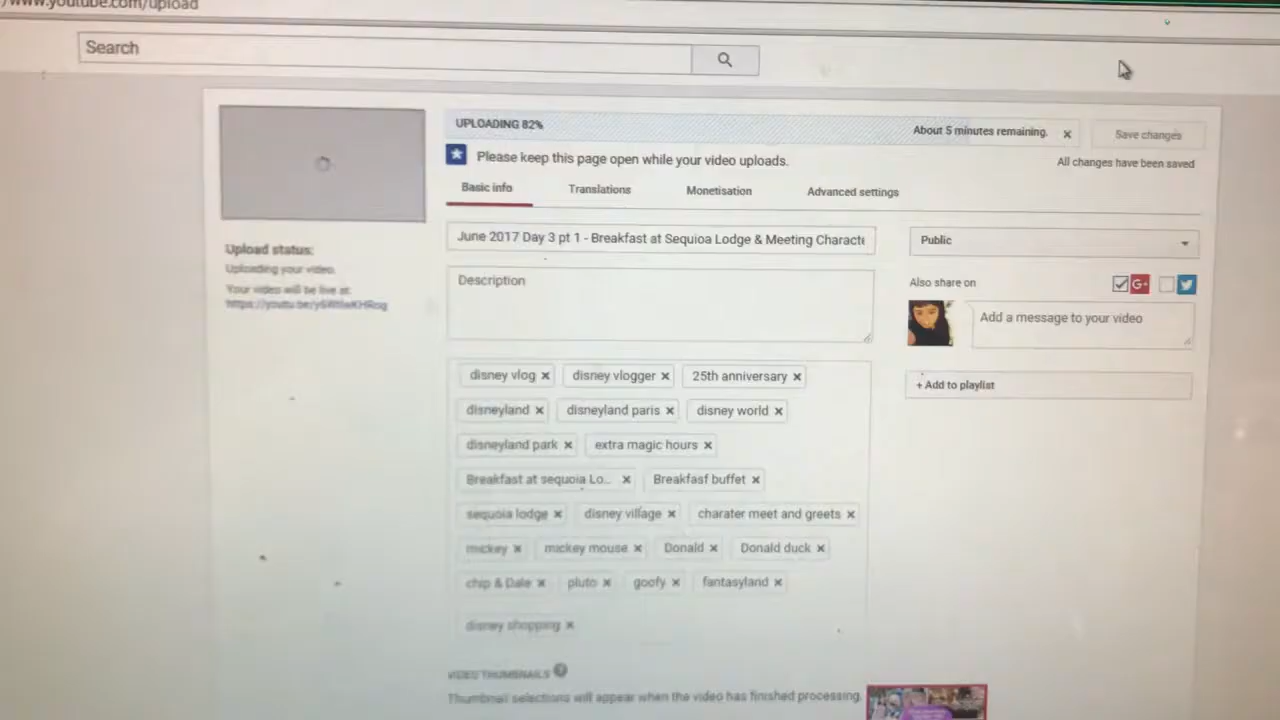 /www.youtube.com/upload
Search
UPLOADING 82%
About 5 minutes remaining.
Save changes
Please keep this page open while your video uploads.
All changes have been saved
Basic info
Translations
Monetisation
Advanced settings
June 2017 Day 3 pt 1 - Breakfast at Sequoia Lodge & Meeting Characte
Public
Upload status:
Uploading your video.
Your video will be live at:
Description
Also share on
G+
Add a message to your video
+ Add to playlist
disney vlog disney vlogger 25th anniversary
disneyland disneyland paris disney world
disneyland park extra magic hours
Breakfast at sequoia Lo... Breakfasf buffet
sequoia lodge disney village charater meet and greets
mickey mickey mouse Donald Donald duck
chip & Dale pluto goofy fantasyland
disney shopping
VIDEO THUMBNAILS ?
Thumbnail selections will appear when the video has finished processing.